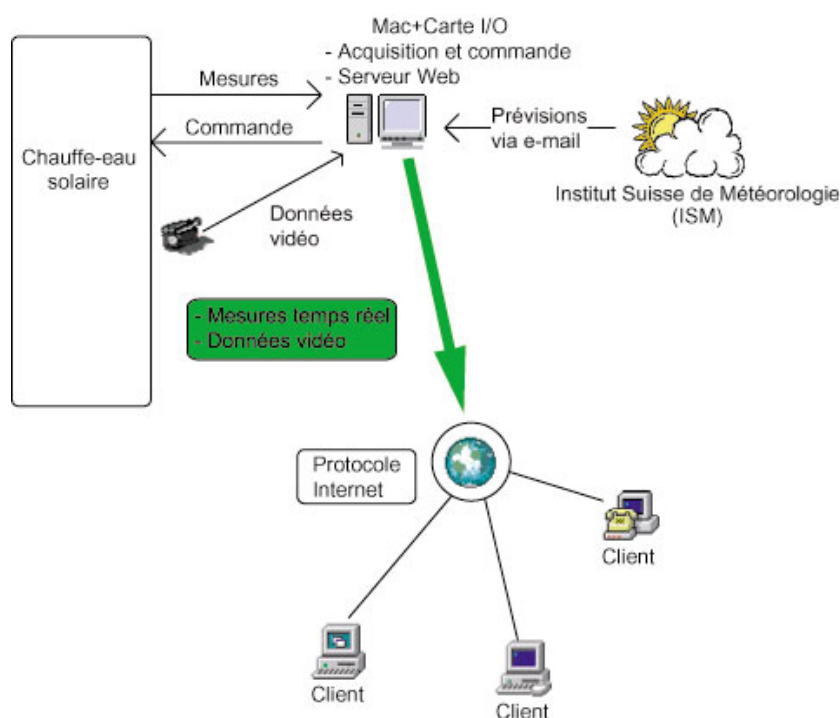 Mac+Carte I/O
- Acquisition et commande
- Serveur Web
Mesures
Commande
Prévisions
via e-mail
Chauffe-eau
solaire
Institut Suisse de Météorologie
(ISM)
Données
vidéo
- Mesures temps réel
- Données vidéo
Protocole
Internet
Client
Client
Client